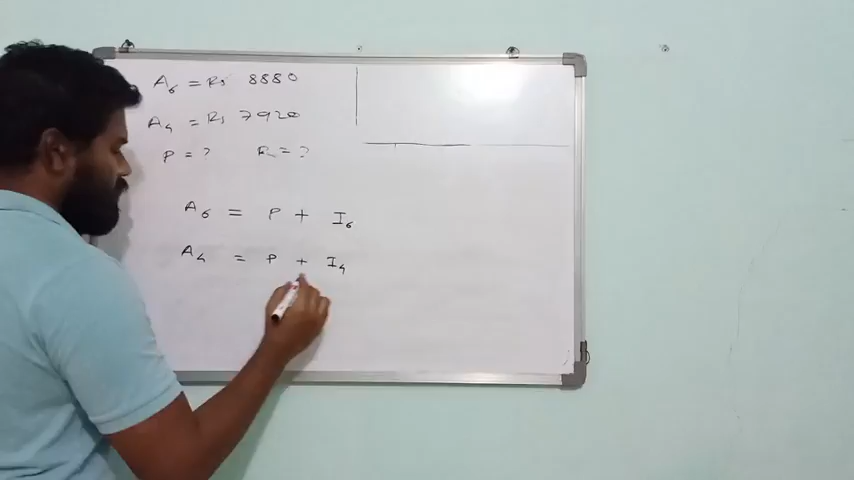 A₆ = Rs 8880
A₄ = Rs 7920
P = ? R = ?
A₆ = P + I₆
A₄ = P + I₄